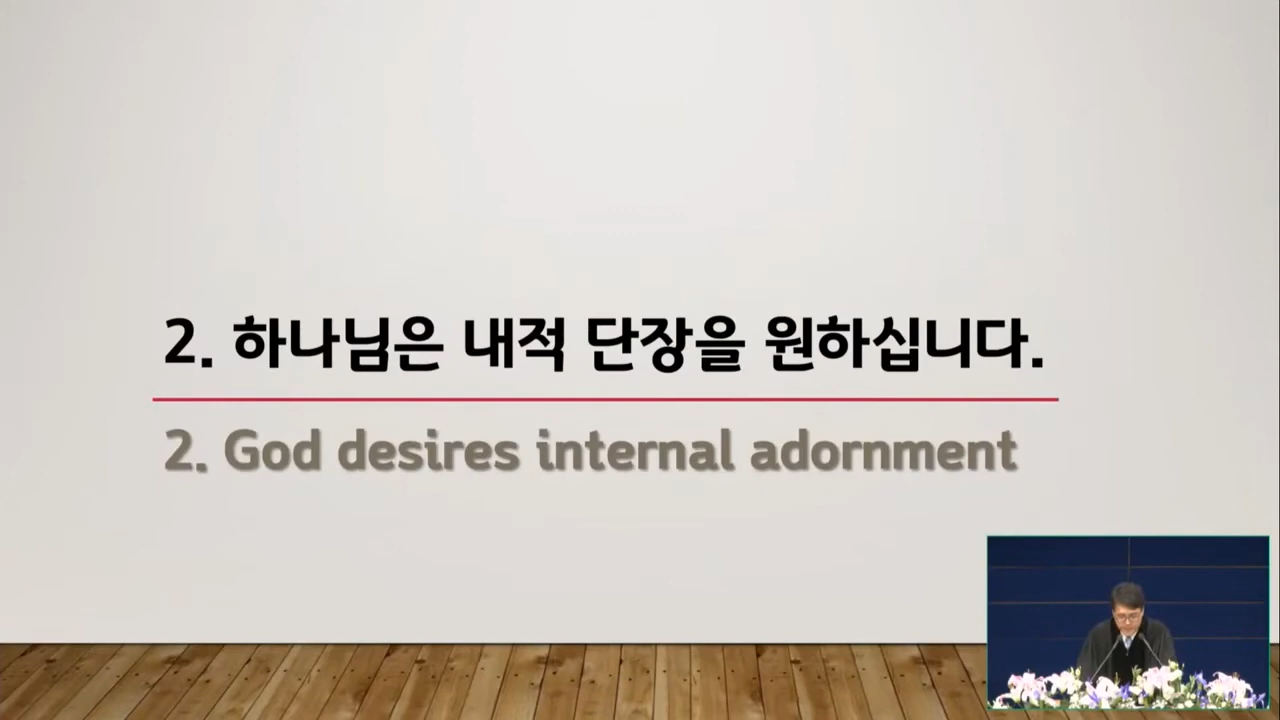 2. 하나님은 내적 단장을 원하십니다.
2. God desires internal adornment